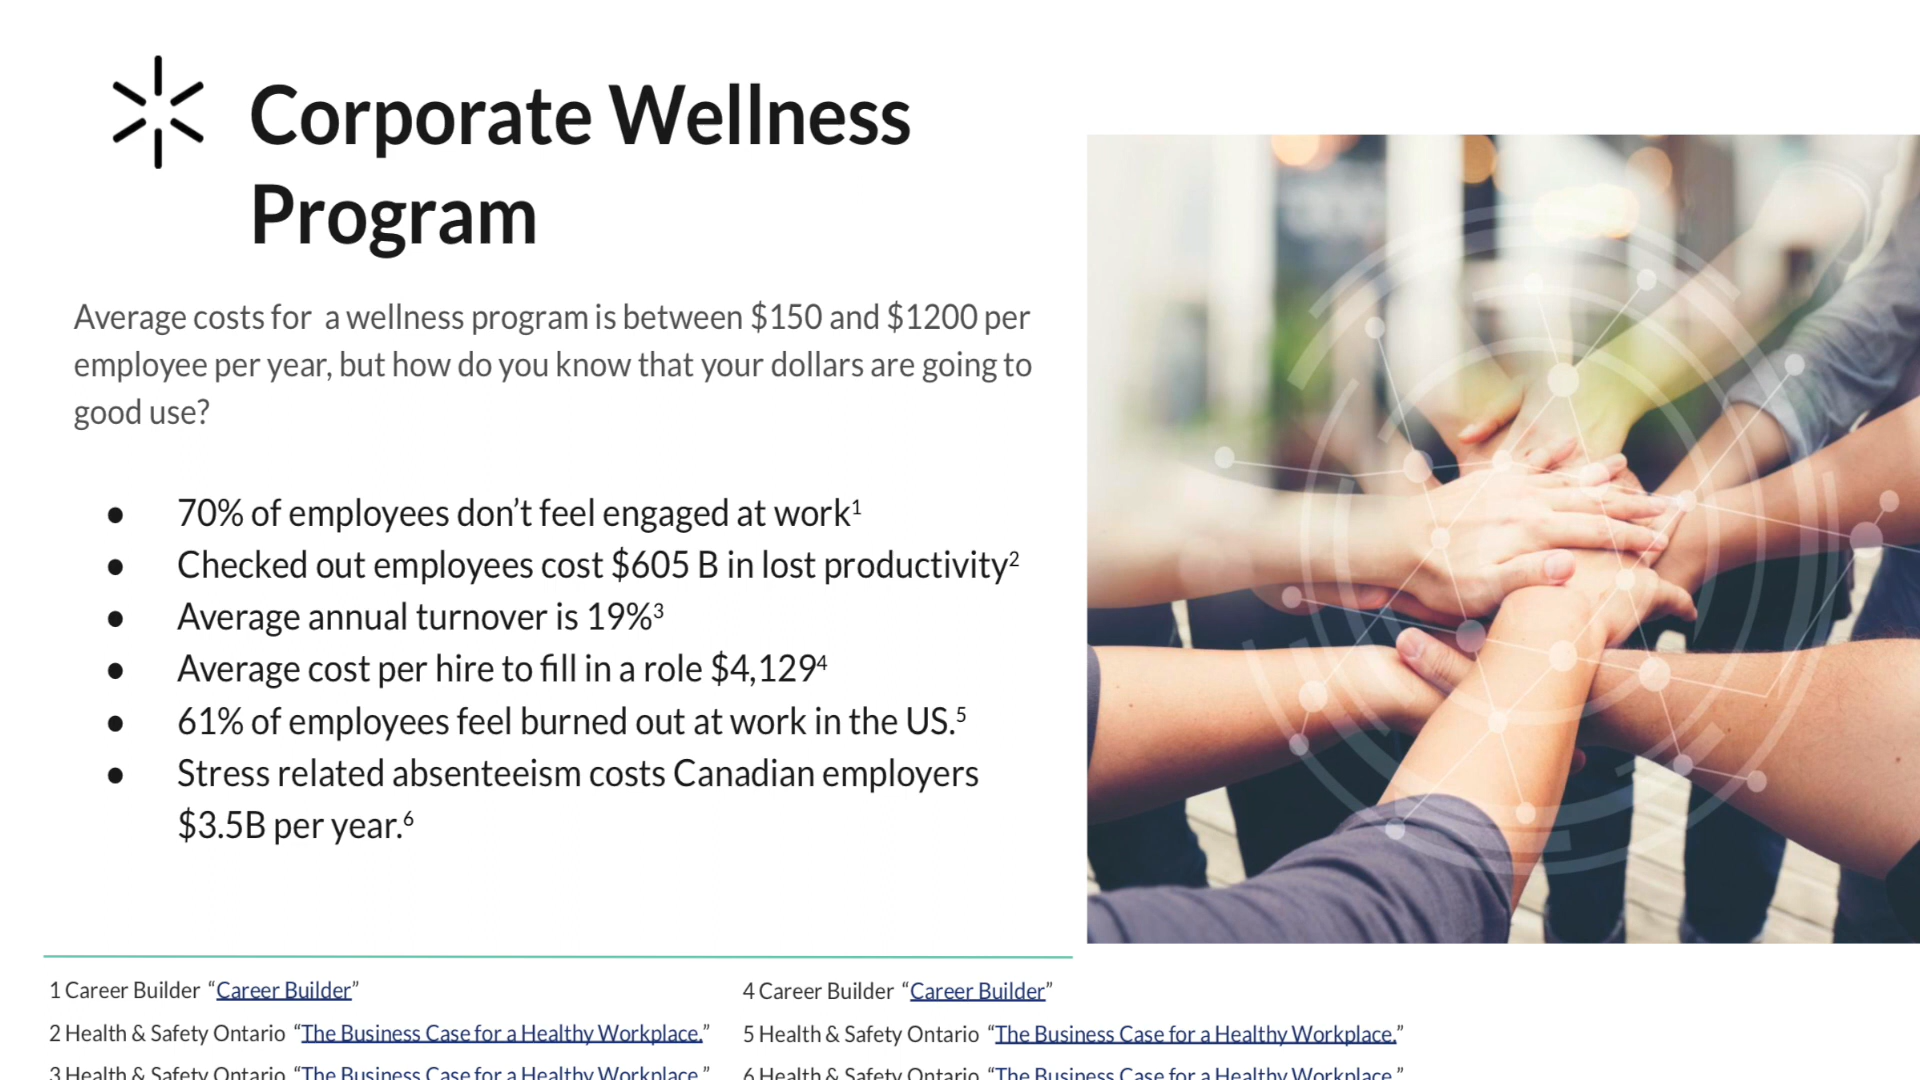 Corporate Wellness
Program
Average costs for  a wellness program is between $150 and $1200 per
employee per year, but how do you know that your dollars are going to
good use?
● 70% of employees don’t feel engaged at work¹
● Checked out employees cost $605 B in lost productivity²
● Average annual turnover is 19%³
● Average cost per hire to fill in a role $4,129⁴
● 61% of employees feel burned out at work in the US.⁵
● Stress related absenteeism costs Canadian employers
$3.5B per year.⁶
1 Career Builder “Career Builder”
2 Health & Safety Ontario “The Business Case for a Healthy Workplace.”
3 Health & Safety Ontario “The Business Case for a Healthy Workplace.”
4 Career Builder “Career Builder”
5 Health & Safety Ontario “The Business Case for a Healthy Workplace.”
6 Health & Safety Ontario “The Business Case for a Healthy Workplace.”